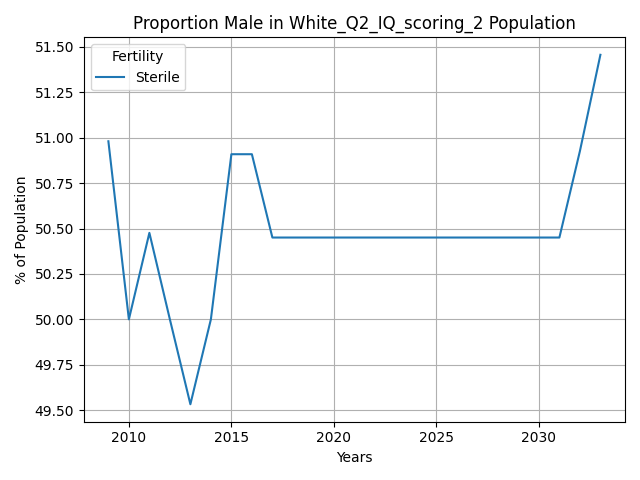 Proportion Male in White_Q2_IQ_scoring_2 Population
51.50
51.25
51.00
50.75
50.50
50.25
50.00
49.75
49.50
% of Population
Fertility
Sterile
2010 2015 2020 2025 2030
Years